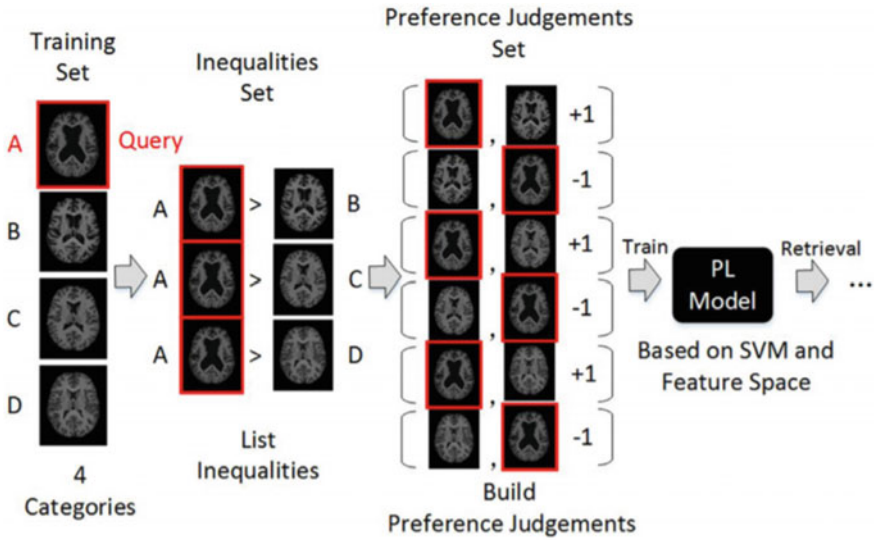 Training
Set
A
Query
B
C
D
4
Categories
Inequalities
Set
A > B
A > C
A > D
List
Inequalities
Preference Judgements
Set
( , +1 )
( , -1 )
( , +1 )
( , -1 )
( , +1 )
( , -1 )
Build
Preference Judgements
Train
PL
Model
Based on SVM and
Feature Space
Retrieval
...